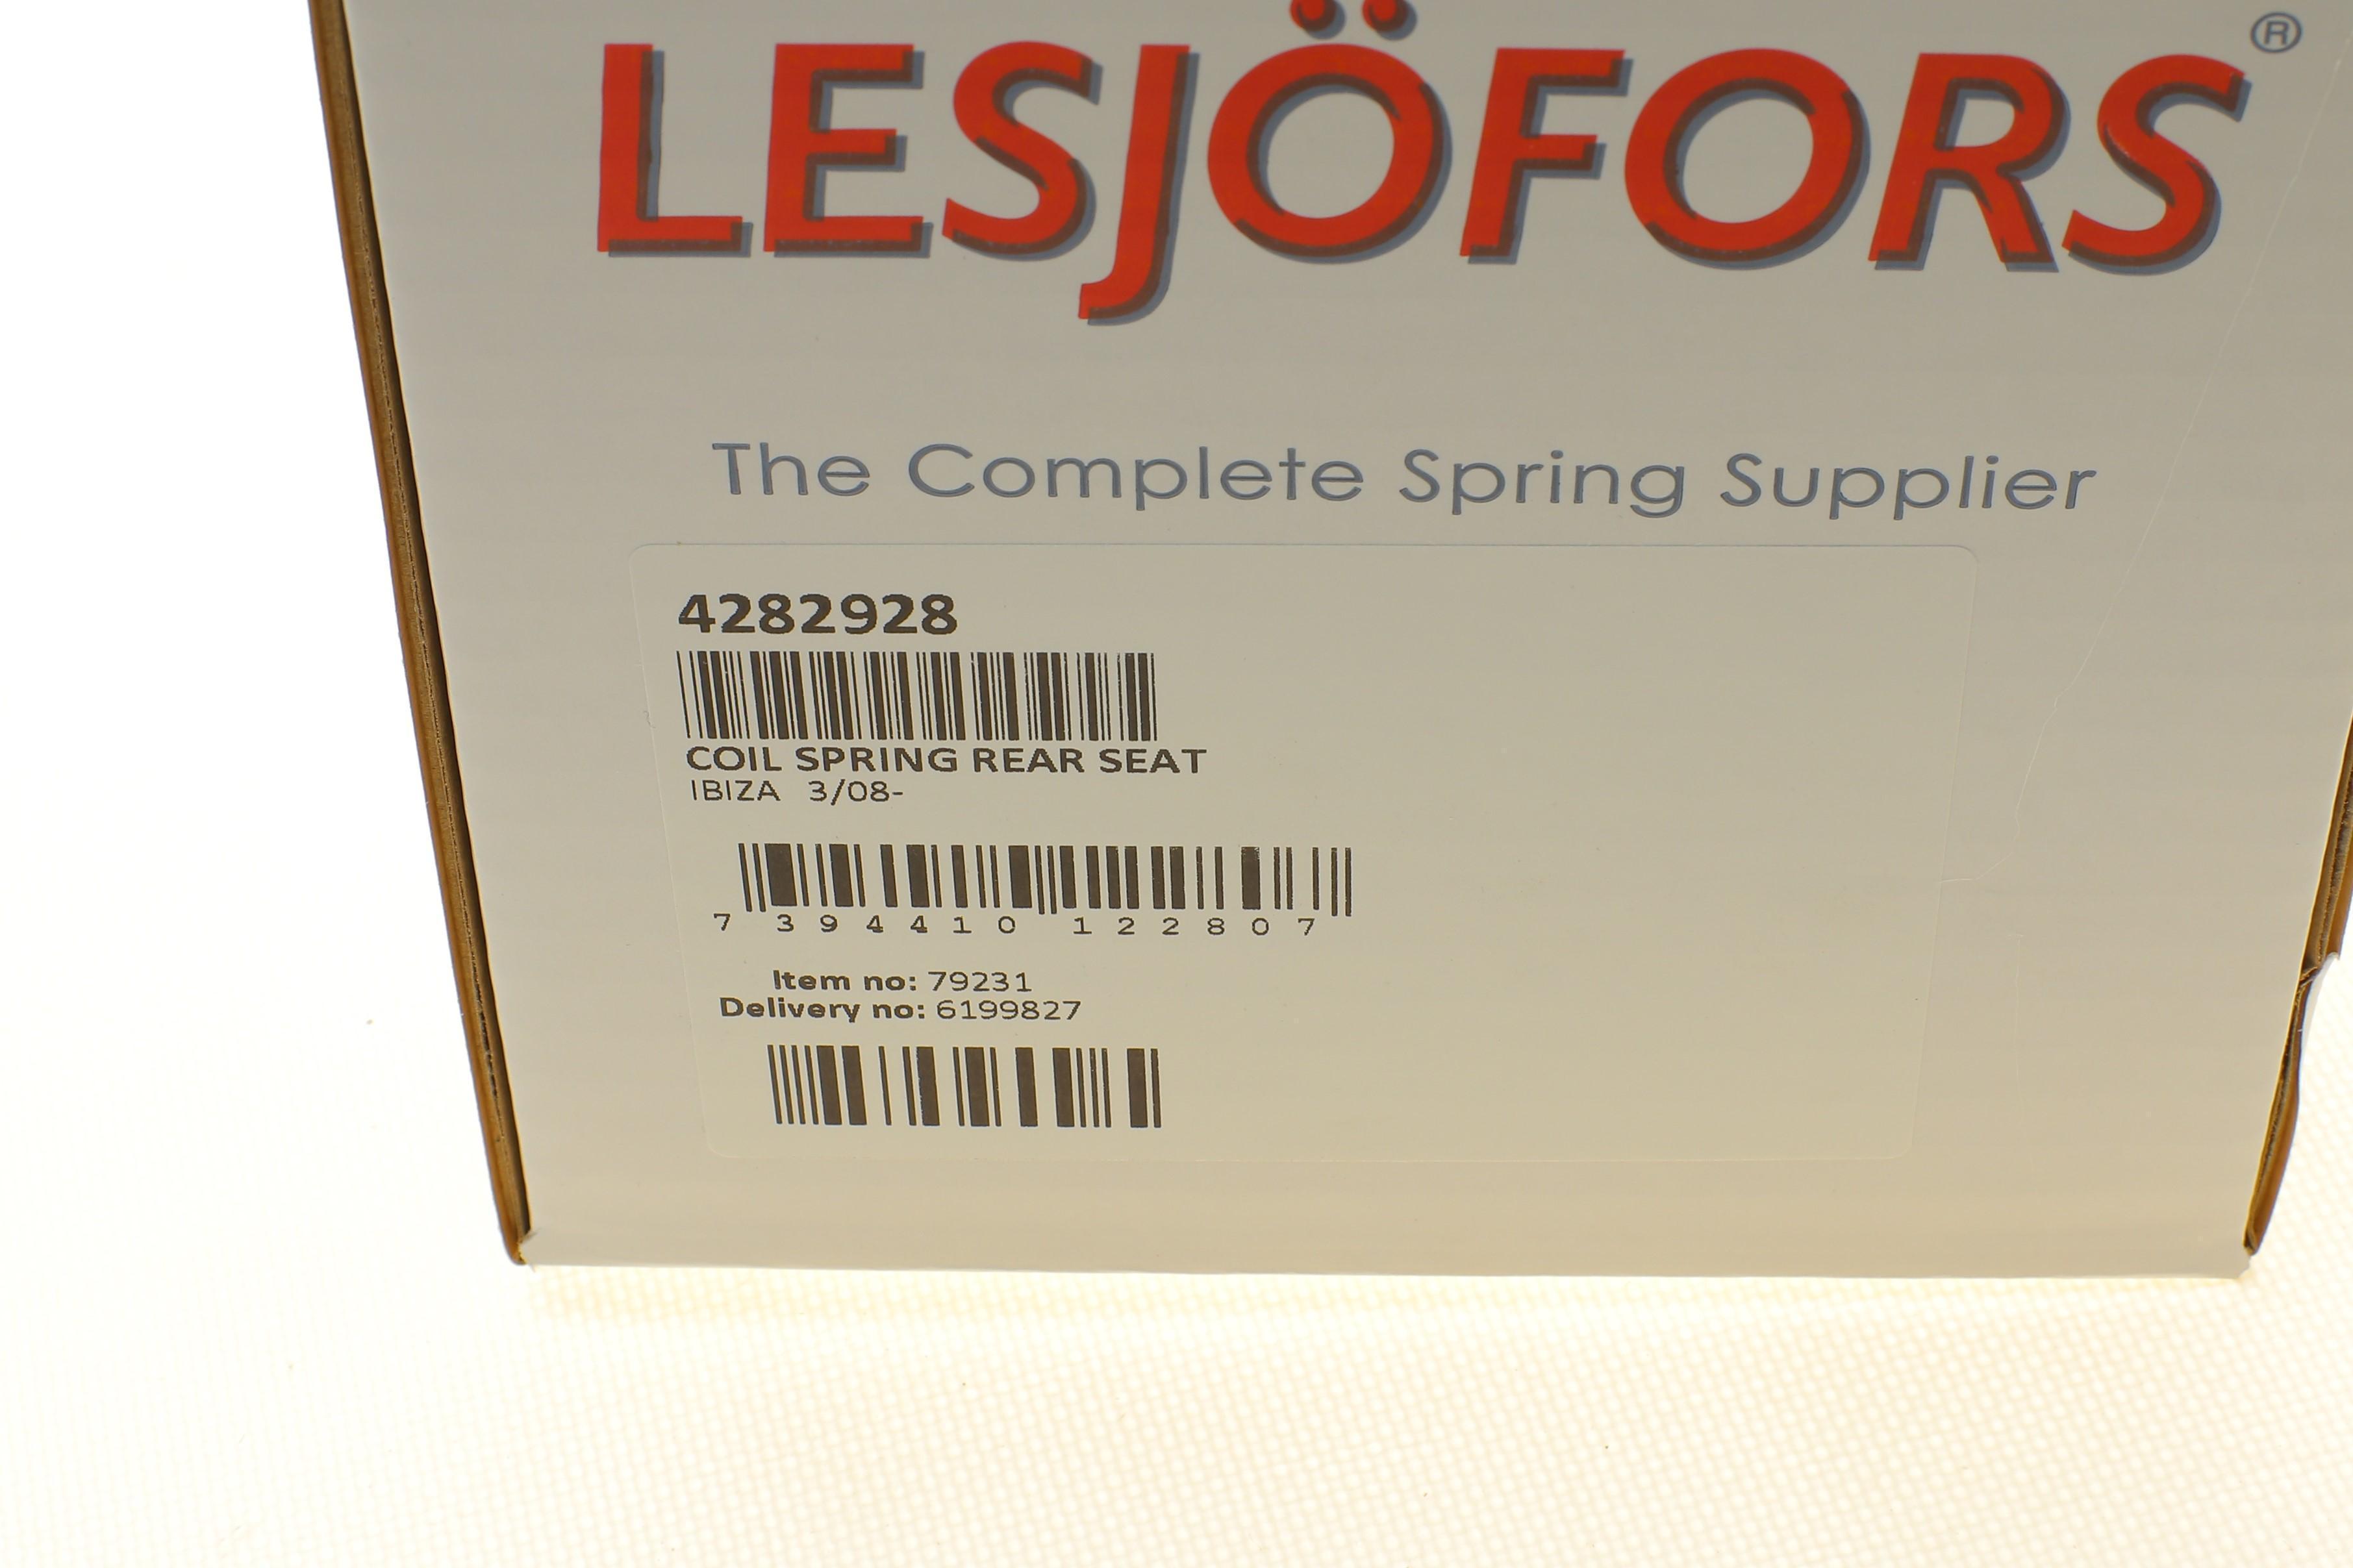 LESJÖFORS®
The Complete Spring Supplier
4282928
COIL SPRING REAR SEAT
IBIZA 3/08-
7 394410 122807
Item no: 79231
Delivery no: 6199827